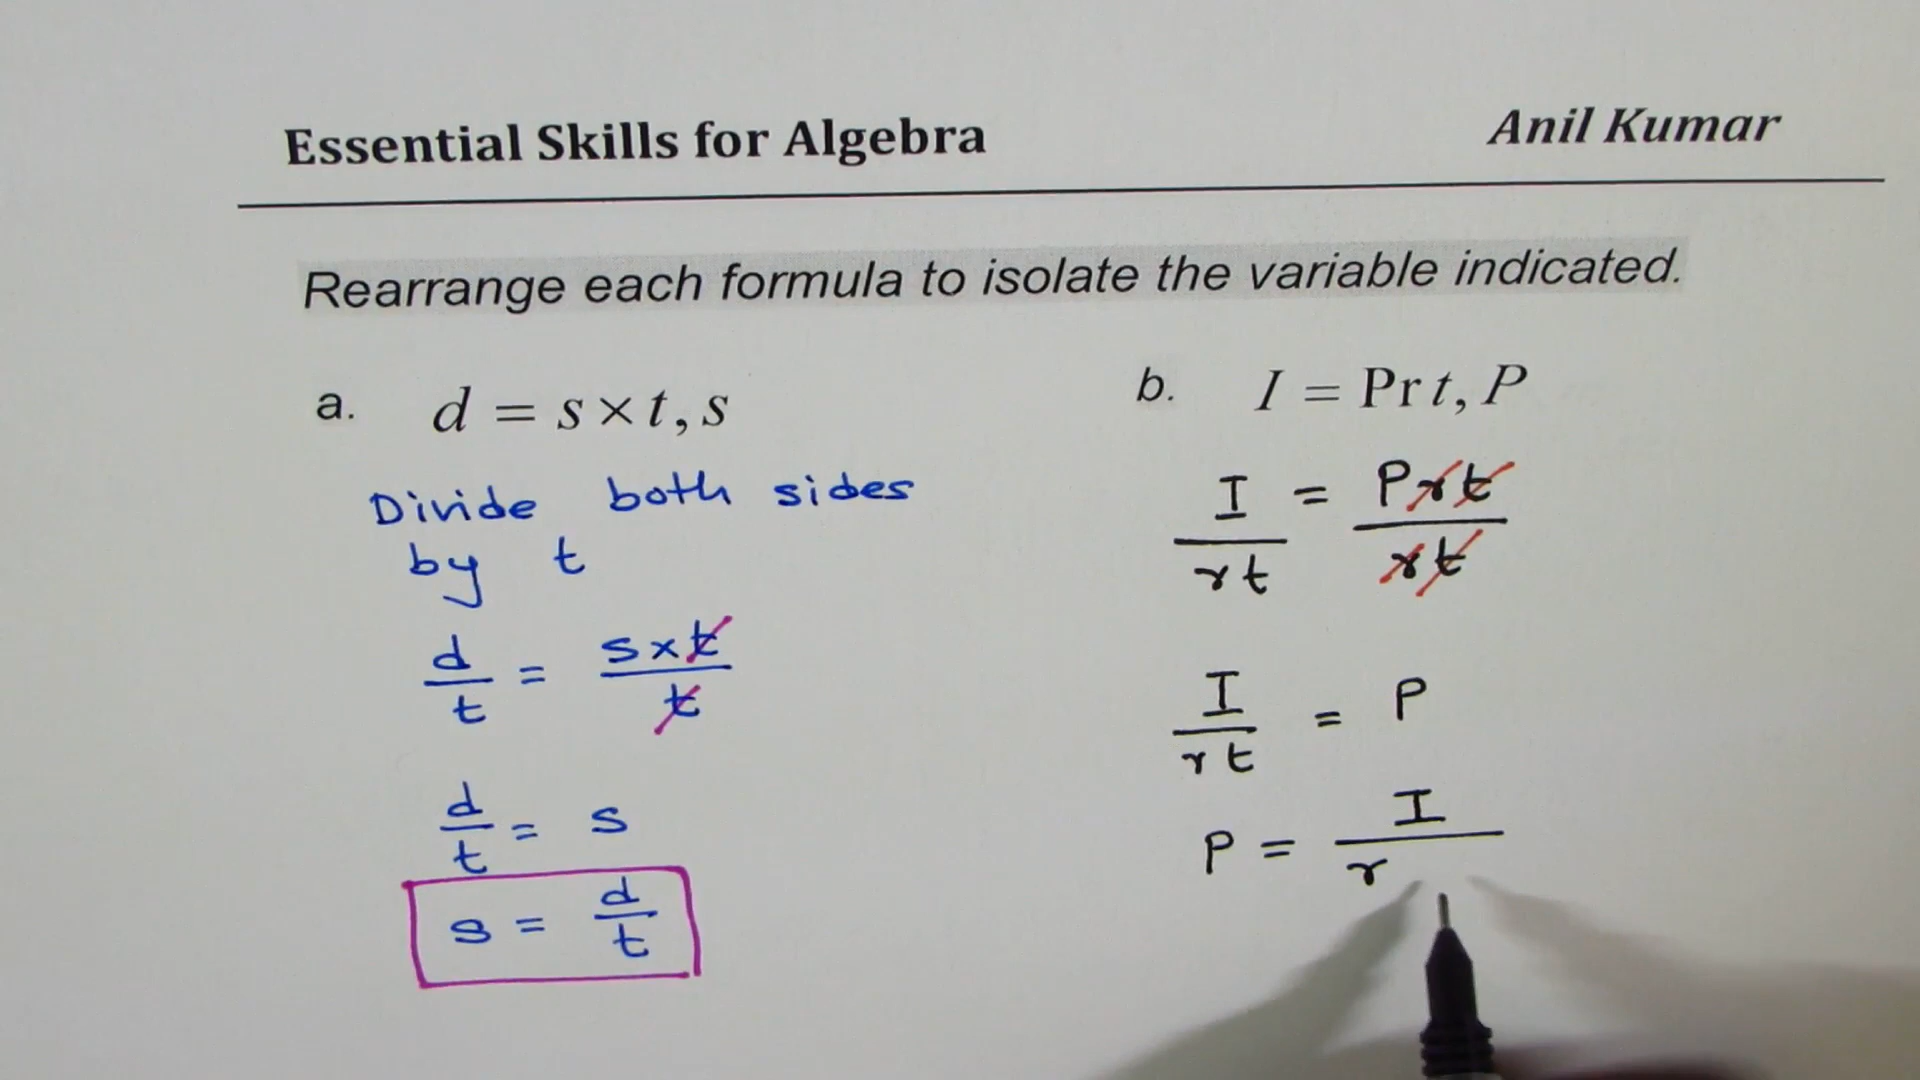 Essential Skills for Algebra
Anil Kumar
Rearrange each formula to isolate the variable indicated.
a. d = s × t, s
Divide both sides
by t
d/t = s × t/t
d/t = s
s = d/t
b. I = Pr t, P
I/rt = Prt/rt
I/rt = P
P = I/r